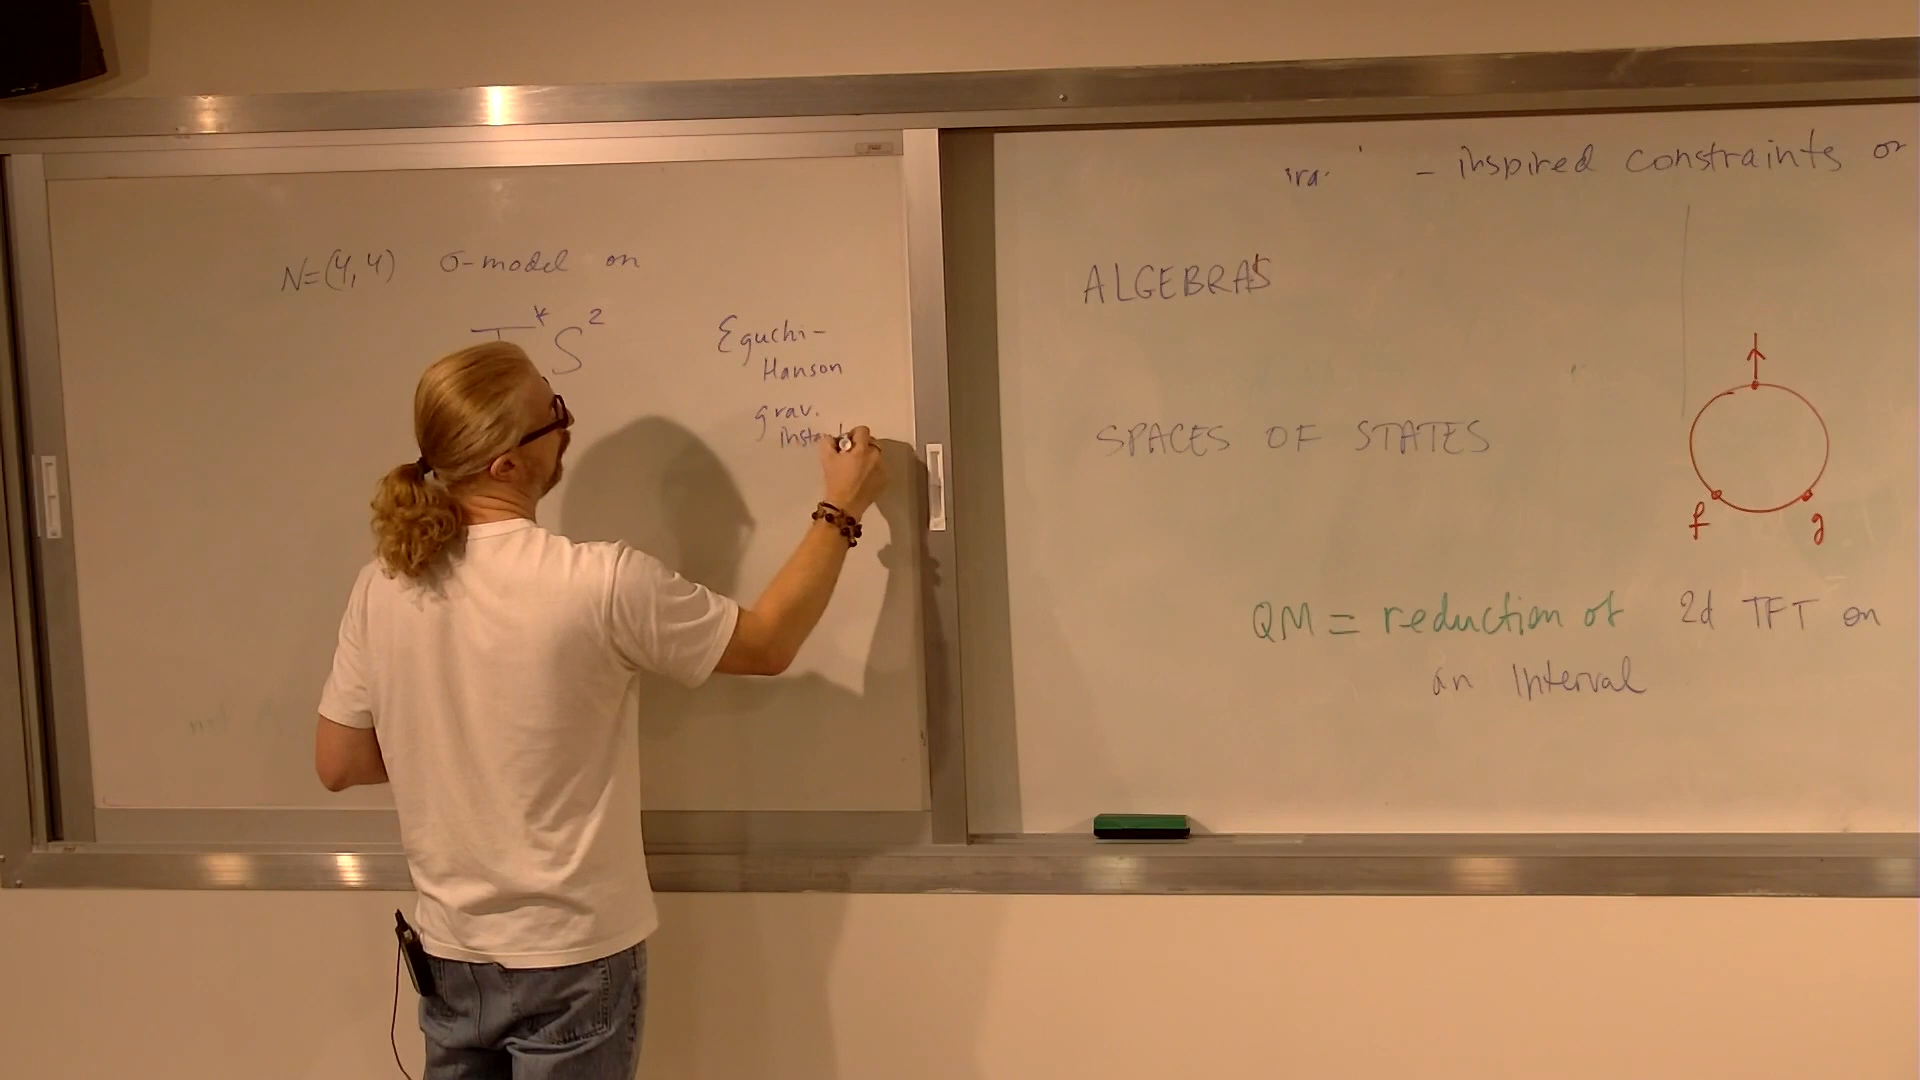 N=(4,4) σ-model on
T*S²
Eguchi-
Hanson
grav.
- inspired constraints or
ALGEBRAS
SPACES OF STATES
f g
QM = reduction of 2d TFT on
an interval